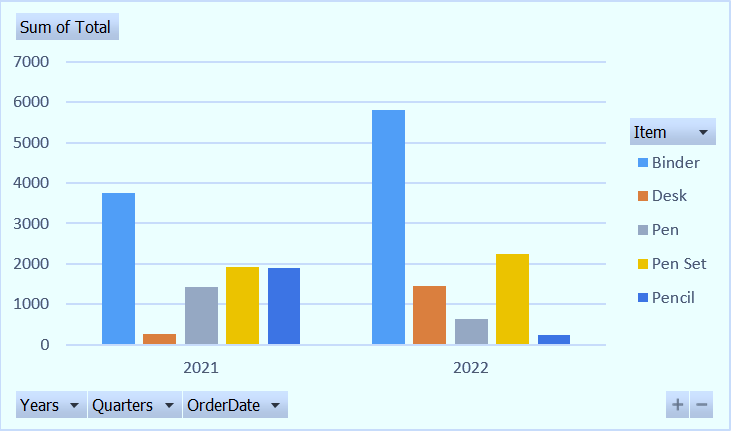 Sum of Total
7000
6000
5000
4000
3000
2000
1000
0
2021 2022
Item
Binder
Desk
Pen
Pen Set
Pencil
Years Quarters OrderDate + −